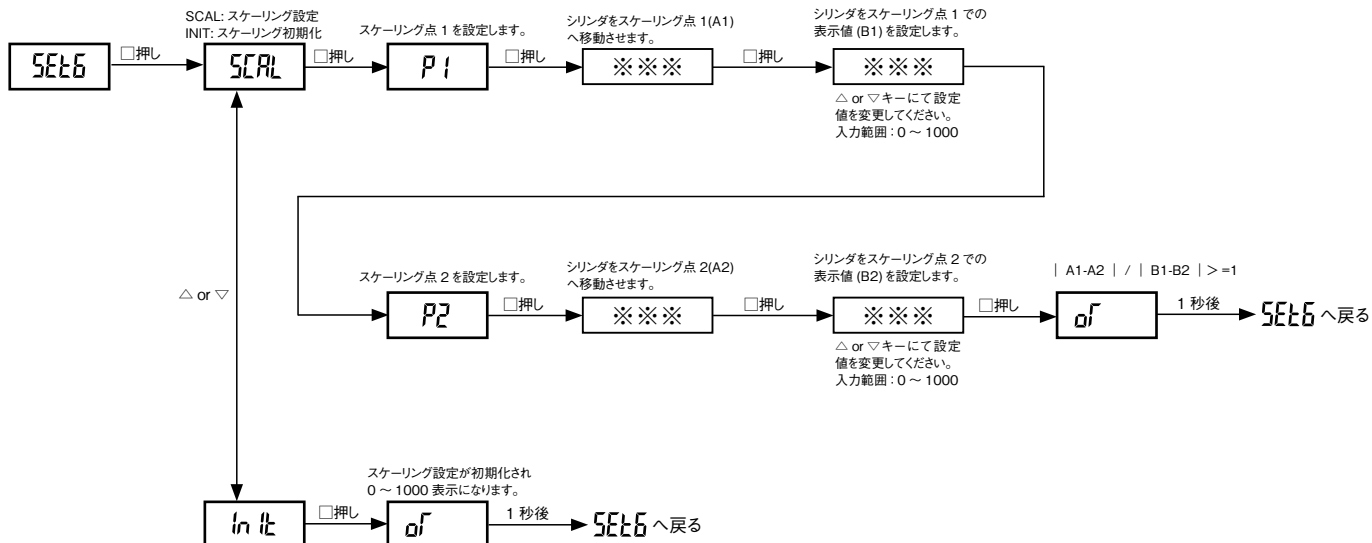 SCAL: スケーリング設定
INIT: スケーリング初期化
スケーリング点 1 を設定します。
シリンダをスケーリング点 1(A1)
へ移動させます。
シリンダをスケーリング点 1 での
表示値 (B1) を設定します。
SEt6
□押し
SCAL
□押し
P1
□押し
※※※
□押し
※※※
△ or ▽キーにて設定
値を変更してください。
入力範囲：0 ～ 1000
△ or ▽
スケーリング点 2 を設定します。
シリンダをスケーリング点 2(A2)
へ移動させます。
シリンダをスケーリング点 2 での
表示値 (B2) を設定します。
｜ A1-A2 ｜ / ｜ B1-B2 ｜＞=1
P2
□押し
※※※
□押し
※※※
□押し
1 秒後
SEt6 へ戻る
△ or ▽キーにて設定
値を変更してください。
入力範囲：0 ～ 1000
スケーリング設定が初期化され
0 ～ 1000 表示になります。
InIt
□押し
1 秒後
SEt6 へ戻る